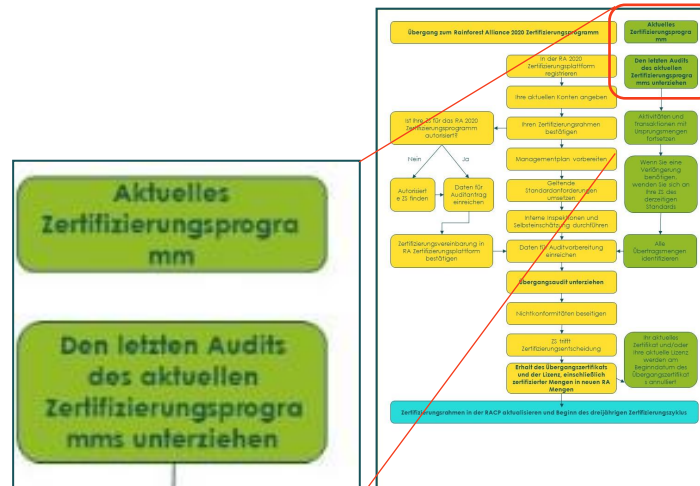 Aktuelles
Zertifizierungsprogra
mm
Den letzten Audits
des aktuellen
Zertifizierungsprogra
mms unterziehen
Übergang zum Rainforest Alliance 2020 Zertifizierungsprogramm
Aktuelles
Zertifizierungsprogra
mm
In der RA 2020
Zertifizierungsplattform
registrieren
Den letzten Audits
des aktuellen
Zertifizierungsprogra
mms unterziehen
Ihre aktuellen Konten angeben
Ist Ihre ZS für das RA 2020
Zertifizierungsprogramm
autorisiert?
Ihren Zertifizierungsrahmen
bestätigen
Aktivitäten und
Transaktionen mit
Ursprungsmengen
fortsetzen
Nein
Ja
Managementplan vorbereiten
Wenn Sie eine
Verlängerung
benötigen,
wenden Sie sich an
Ihre ZS des
derzeitigen
Standards
Autorisiert
e ZS finden
Daten für
Auditantrag
einreichen
Geltende
Standardanforderungen
umsetzen
Interne Inspektionen und
Selbsteinschätzung durchführen
Zertifizierungsvereinbarung in
RA Zertifizierungsplattform
bestätigen
Daten für Auditvorbereitung
einreichen
Alle
Übertragsmengen
identifizieren
Übergangsaudit unterziehen
Nichtkonformitäten beseitigen
ZS trifft
Zertifizierungsentscheidung
Ihr aktuelles
Zertifikat und/oder
Ihre aktuelle Lizenz
werden am
Beginndatum des
Übergangszertifikat
s annulliert
Erhalt des Übergangszertifikats
und der Lizenz, einschließlich
zertifizierter Mengen in neuen RA
Mengen
Zertifizierungsrahmen in der RACP aktualisieren und Beginn des dreijährigen Zertifizierungszyklus